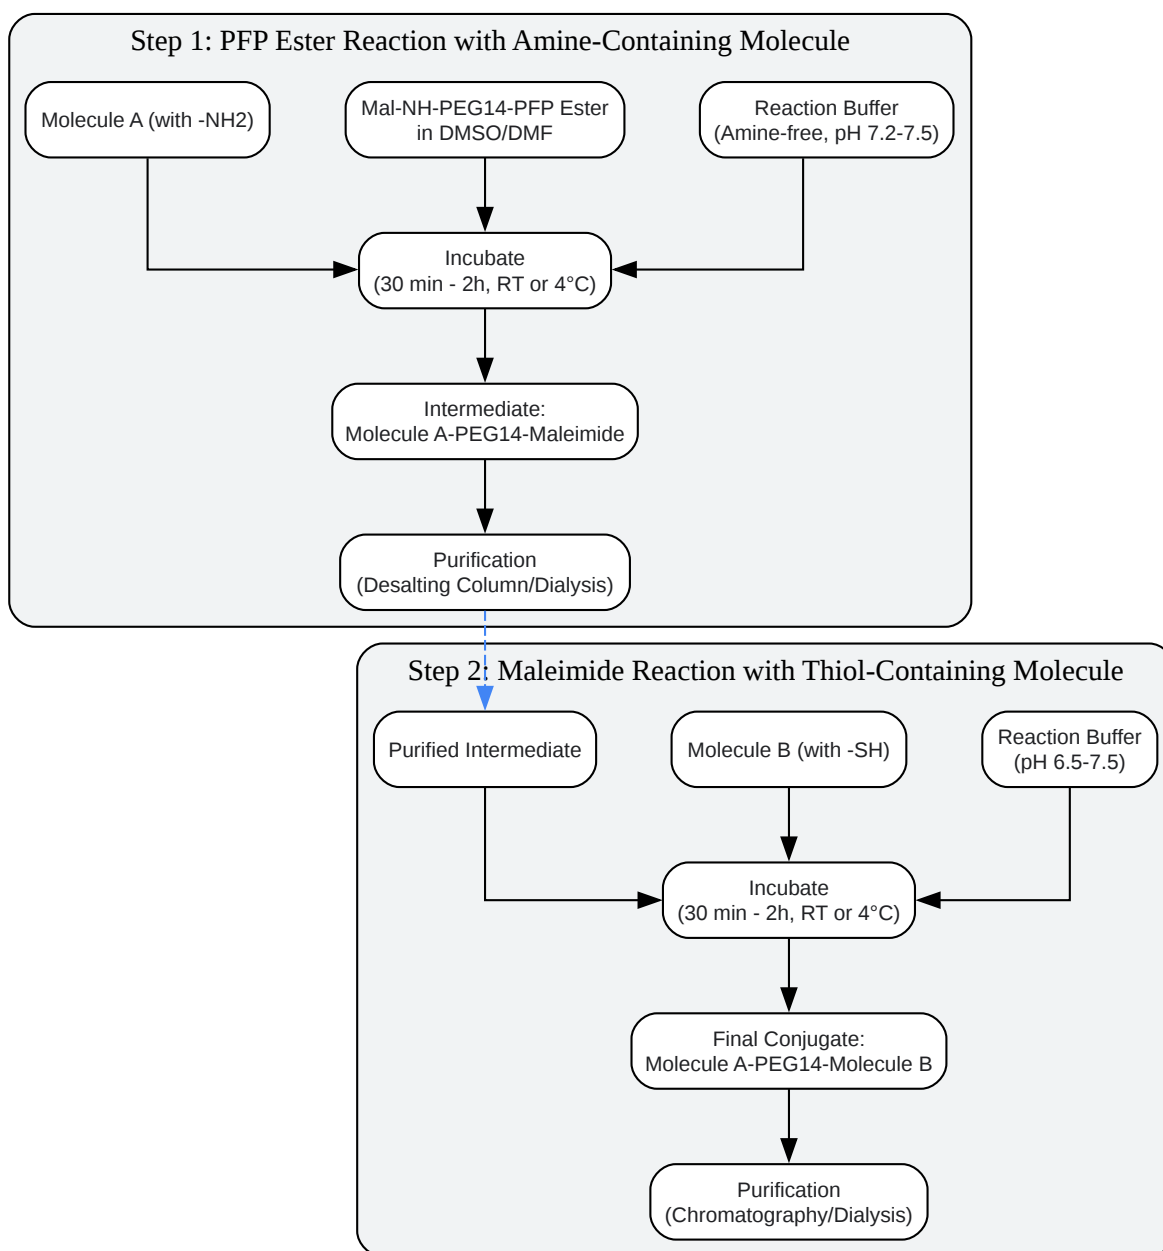 Step 1: PFP Ester Reaction with Amine-Containing Molecule
Molecule A (with -NH2)
Mal-NH-PEG14-PFP Ester
in DMSO/DMF
Reaction Buffer
(Amine-free, pH 7.2-7.5)
Incubate
(30 min - 2h, RT or 4°C)
Intermediate:
Molecule A-PEG14-Maleimide
Purification
(Desalting Column/Dialysis)
Step 2: Maleimide Reaction with Thiol-Containing Molecule
Purified Intermediate
Molecule B (with -SH)
Reaction Buffer
(pH 6.5-7.5)
Incubate
(30 min - 2h, RT or 4°C)
Final Conjugate:
Molecule A-PEG14-Molecule B
Purification
(Chromatography/Dialysis)